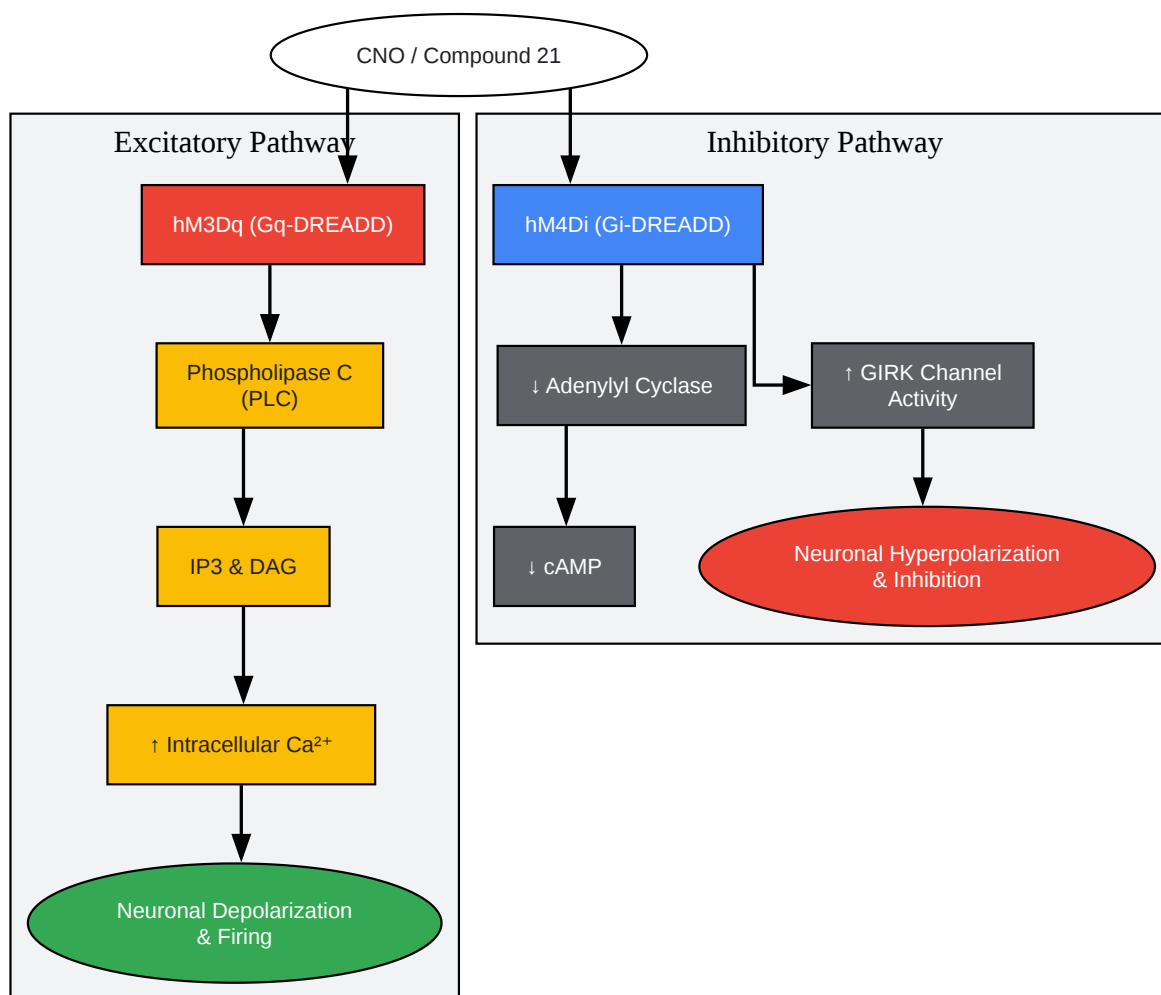 CNO / Compound 21
Excitatory Pathway
hM3Dq (Gq-DREADD)
Phospholipase C
(PLC)
IP3 & DAG
↑ Intracellular Ca²⁺
Neuronal Depolarization
& Firing
Inhibitory Pathway
hM4Di (Gi-DREADD)
↓ Adenylyl Cyclase
↓ cAMP
↑ GIRK Channel
Activity
Neuronal Hyperpolarization
& Inhibition